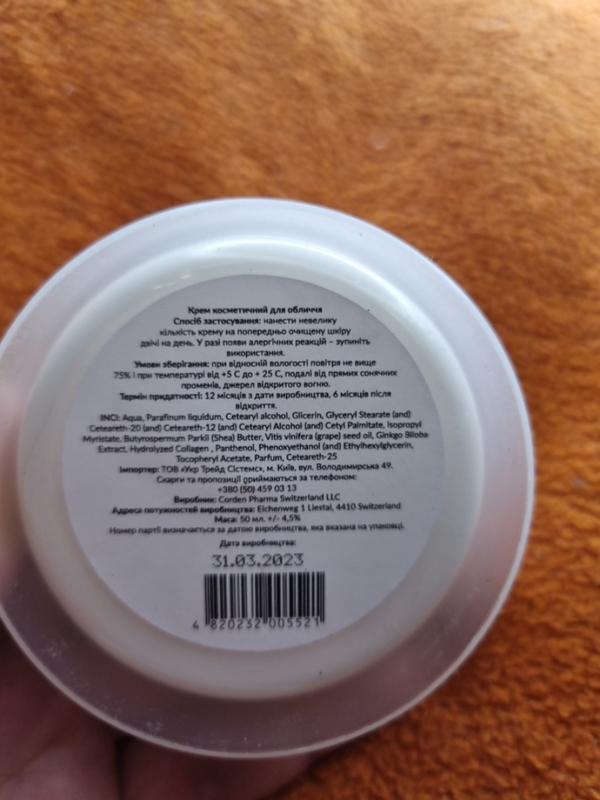 Крем косметичний для обличчя
Спосіб застосування: нанести невелику
кількість крему на попередньо очищену шкіру
двічі на день. У разі появи алергічних реакцій – зупиніть
використання.
Умови зберігання: при відносній вологості повітря не вище
75% і при температурі від +5 С до + 25 С, подалі від прямих сонячних
променів, джерел відкритого вогню.
Термін придатності: 12 місяців з дати виробництва, 6 місяців після
відкриття.
INCI: Aqua, Parafinum liquidum, Cetearyl alcohol, Glicerin, Glyceryl Stearate (and)
Ceteareth-20 (and) Ceteareth-12 (and) Cetearyl Alcohol (and) Cetyl Palmitate, Isopropyl
Myristate, Butyrospermum Parkii (Shea) Butter, Vitis vinifera (grape) seed oil, Ginkgo Biloba
Extract, Hydrolyzed Collagen , Panthenol, Phenoxyethanol (and) Ethylhexylglycerin,
Tocopheryl Acetate, Parfum, Ceteareth-25
Імпортер: ТОВ «Укр Трейд Сістемс», м. Київ, вул. Володимирська 49.
Скарги та пропозиції приймаються за телефоном:
+380 (50) 459 03 13
Виробник: Corden Pharma Switzerland LLC
Адреса потужностей виробництва: Eichenweg 1 Liestal, 4410 Switzerland
Маса: 50 мл. +/- 4,5%
Номер партії визначається за датою виробництва, яка вказана на упаковці.
Дата виробництва:
31.03.2023
4 820232 005521